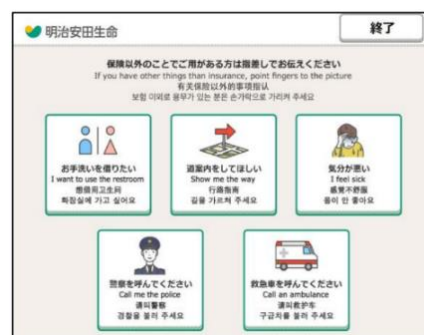 明治安田生命
終了
保険以外のことでご用がある方は指差しでお伝えください
If you have other things than insurance, point fingers to the picture
有关保险以外的事项指认
보험 이외로 용무가 있는 분은 손가락으로 가리켜 주세요
お手洗いを借りたい
I want to use the restroom
想借用卫生间
화장실에 가고 싶어요
道案内をしてほしい
Show me the way
行路指南
길을 가르쳐 주세요
気分が悪い
I feel sick
感覚不舒服
몸이 안 좋아요
警察を呼んでください
Call me the police
请叫警察
경찰을 불러 주세요
救急車を呼んでください
Call an ambulance
请叫救护车
구급차를 불러 주세요